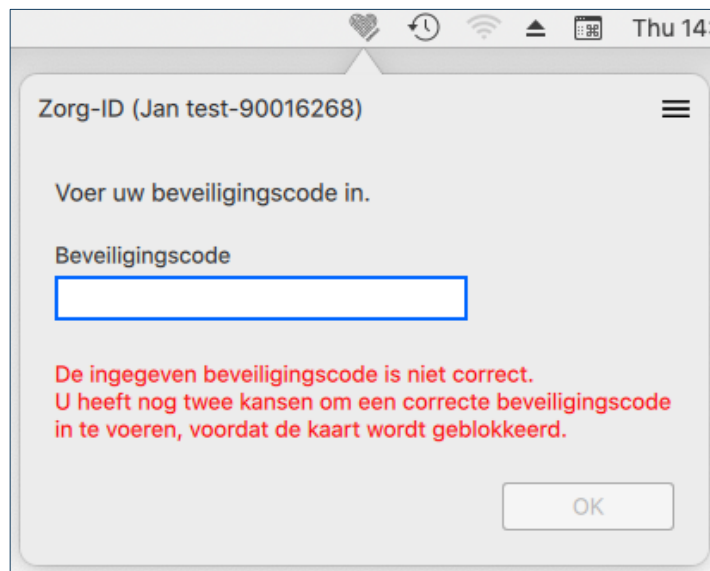 Thu 14:
Zorg-ID (Jan test-90016268)
Voer uw beveiligingscode in.
Beveiligingscode
De ingegeven beveiligingscode is niet correct.
U heeft nog twee kansen om een correcte beveiligingscode
in te voeren, voordat de kaart wordt geblokkeerd.
OK